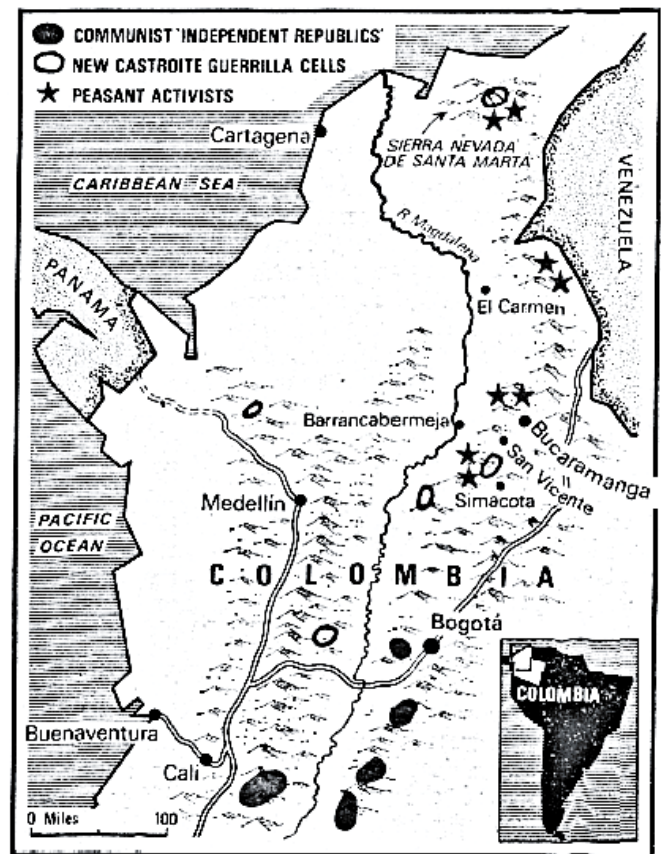 COMMUNIST 'INDEPENDENT REPUBLICS'
NEW CASTROITE GUERRILLA CELLS
PEASANT ACTIVISTS
Cartagena
SIERRA NEVADA
DE SANTA MARTA
CARIBBEAN SEA
VENEZUELA
R. Magdalena
PANAMA
El Carmen
Barrancabermeja
Bucaramanga
San Vicente
Simacota
Medellín
PACIFIC
OCEAN
COLOMBIA
Bogotá
COLOMBIA
Buenaventura
Cali
0 Miles 100